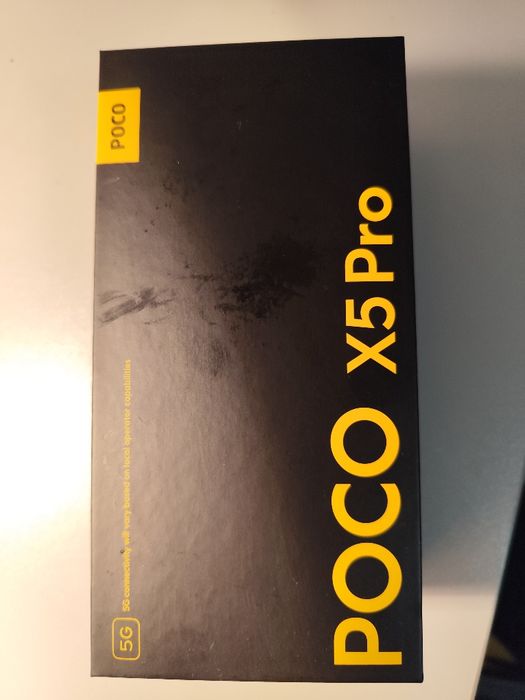 POCO
POCO X5 Pro
5G 5G connectivity will vary based on local operator capabilities